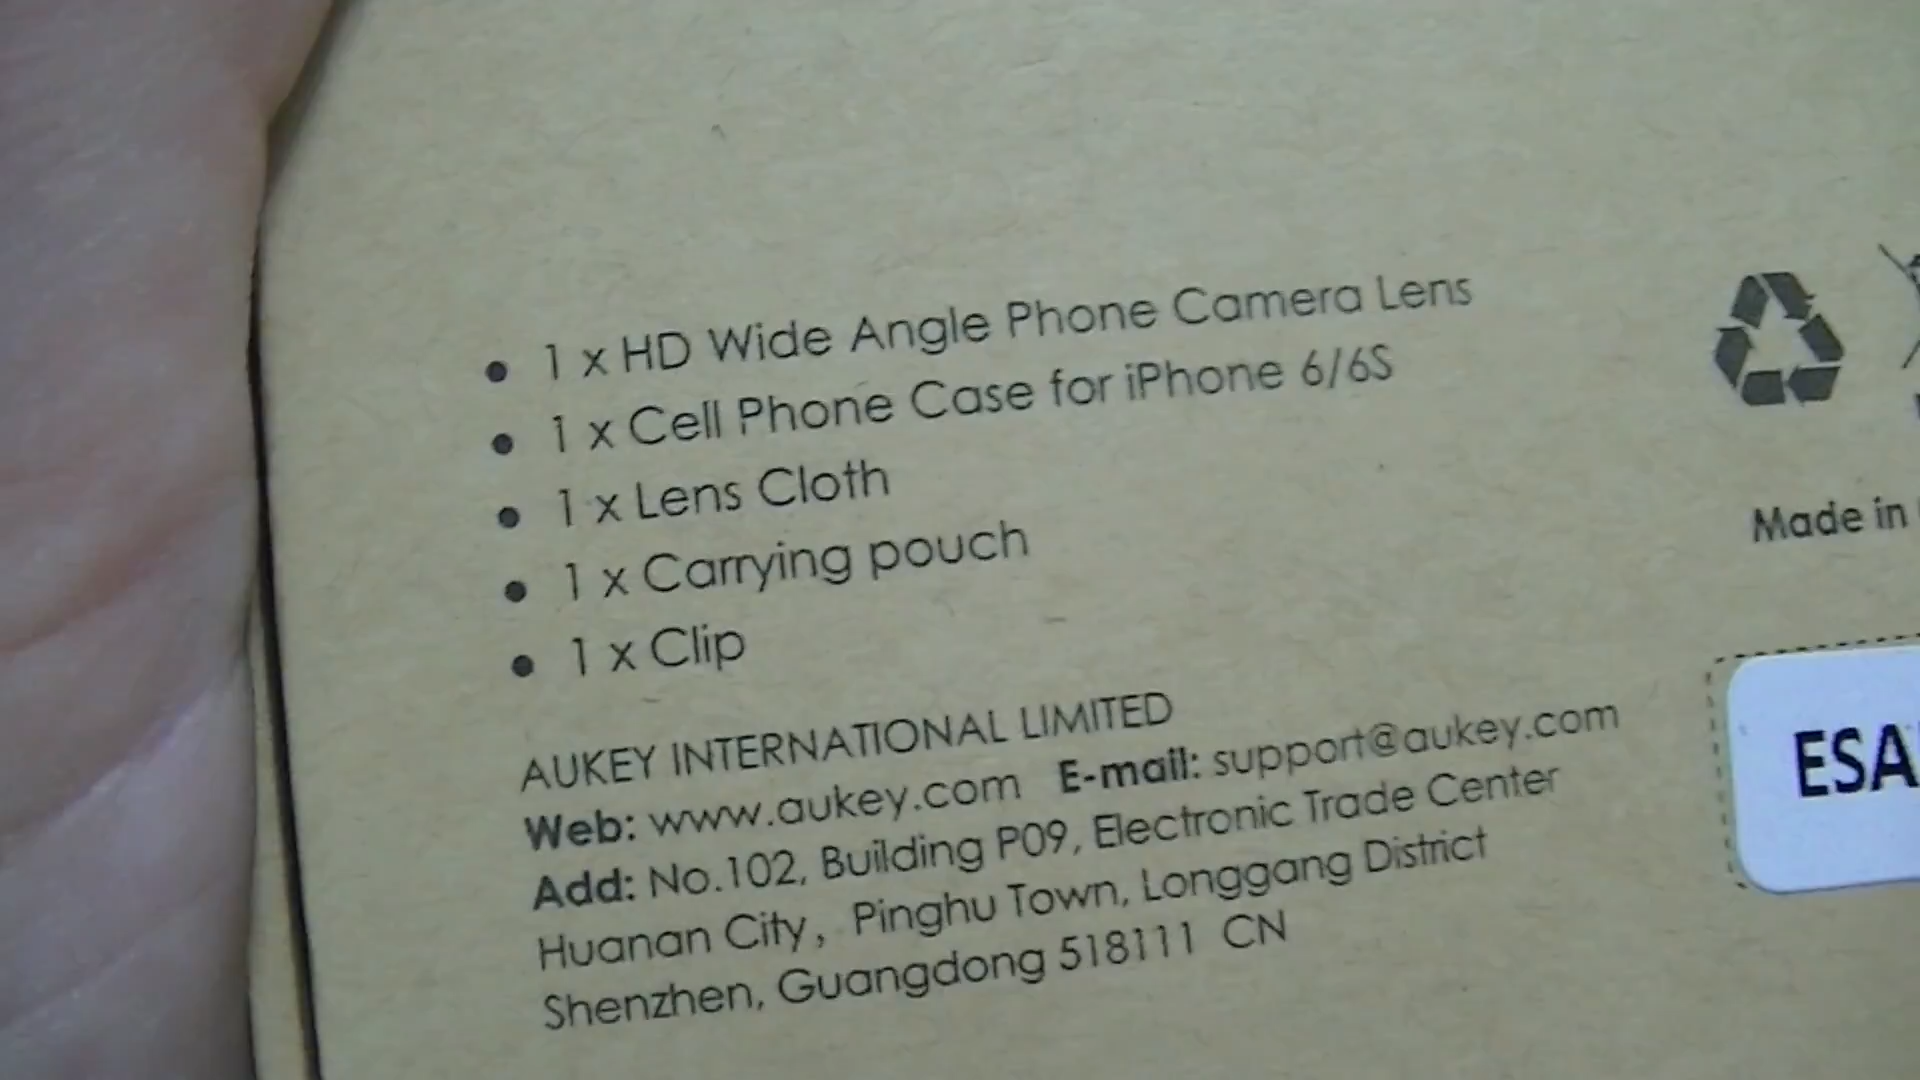 • 1 x HD Wide Angle Phone Camera Lens
• 1 x Cell Phone Case for iPhone 6/6S
• 1 x Lens Cloth
• 1 x Carrying pouch
• 1 x Clip
AUKEY INTERNATIONAL LIMITED
Web: www.aukey.com E-mail: support@aukey.com
Add: No.102, Building P09, Electronic Trade Center
Huanan City, Pinghu Town, Longgang District
Shenzhen, Guangdong 518111 CN
Made in
ESA